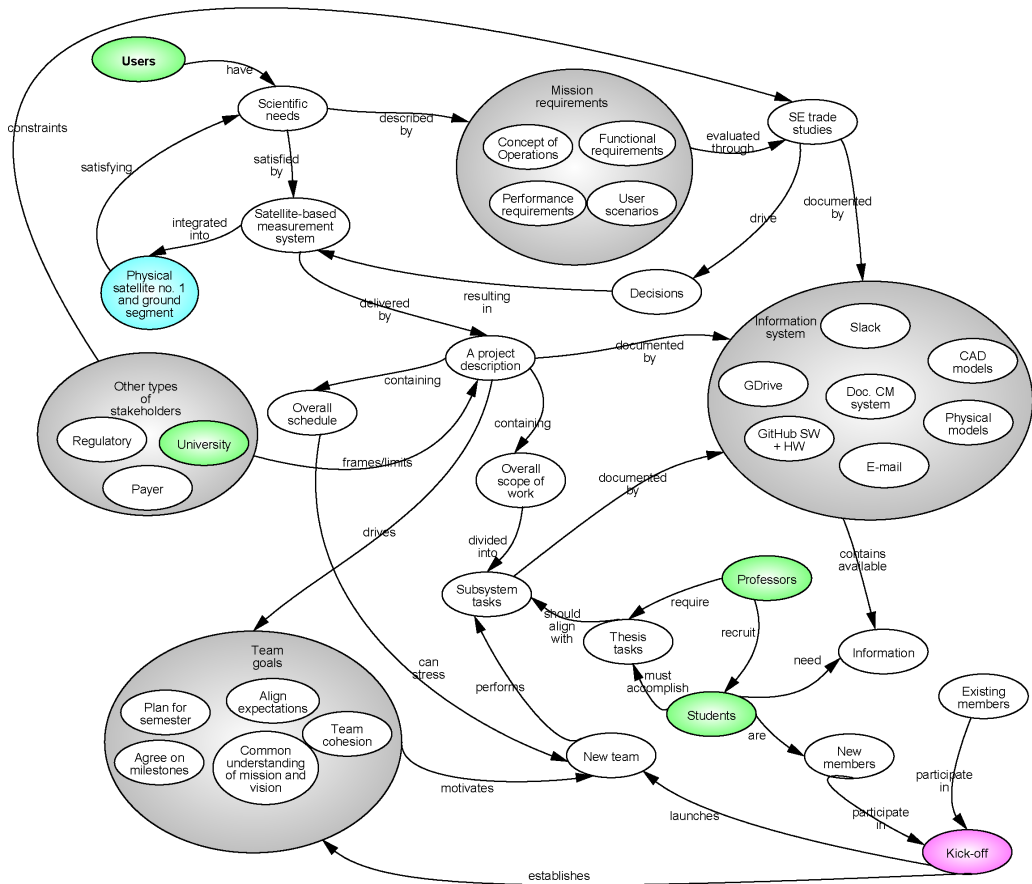 Users
have
Scientific
needs
described
by
Mission
requirements
Concept of
Operations
Functional
requirements
Performance
requirements
User
scenarios
evaluated
through
SE trade
studies
constraints
satisfying
satisfied
by
integrated
into
Satellite-based
measurement
system
Physical
satellite no. 1
and ground
segment
drive
documented
by
Decisions
resulting
in
delivered
by
A project
description
documented
by
Information
system
Slack
CAD
models
GDrive
Doc. CM
system
Physical
models
GitHub SW
+ HW
E-mail
Other types
of
stakeholders
Regulatory
University
Payer
containing
Overall
schedule
frames/limits
containing
Overall
scope of
work
documented
by
drives
divided
into
Subsystem
tasks
should
align
with
Thesis
tasks
require
Professors
recruit
contains
available
Information
need
must
accomplish
Students
are
New
members
Existing
members
participate
in
participate
in
Kick-off
launches
establishes
New team
performs
can
stress
motivates
Team
goals
Plan for
semester
Align
expectations
Team
cohesion
Agree on
milestones
Common
understanding
of mission and
vision